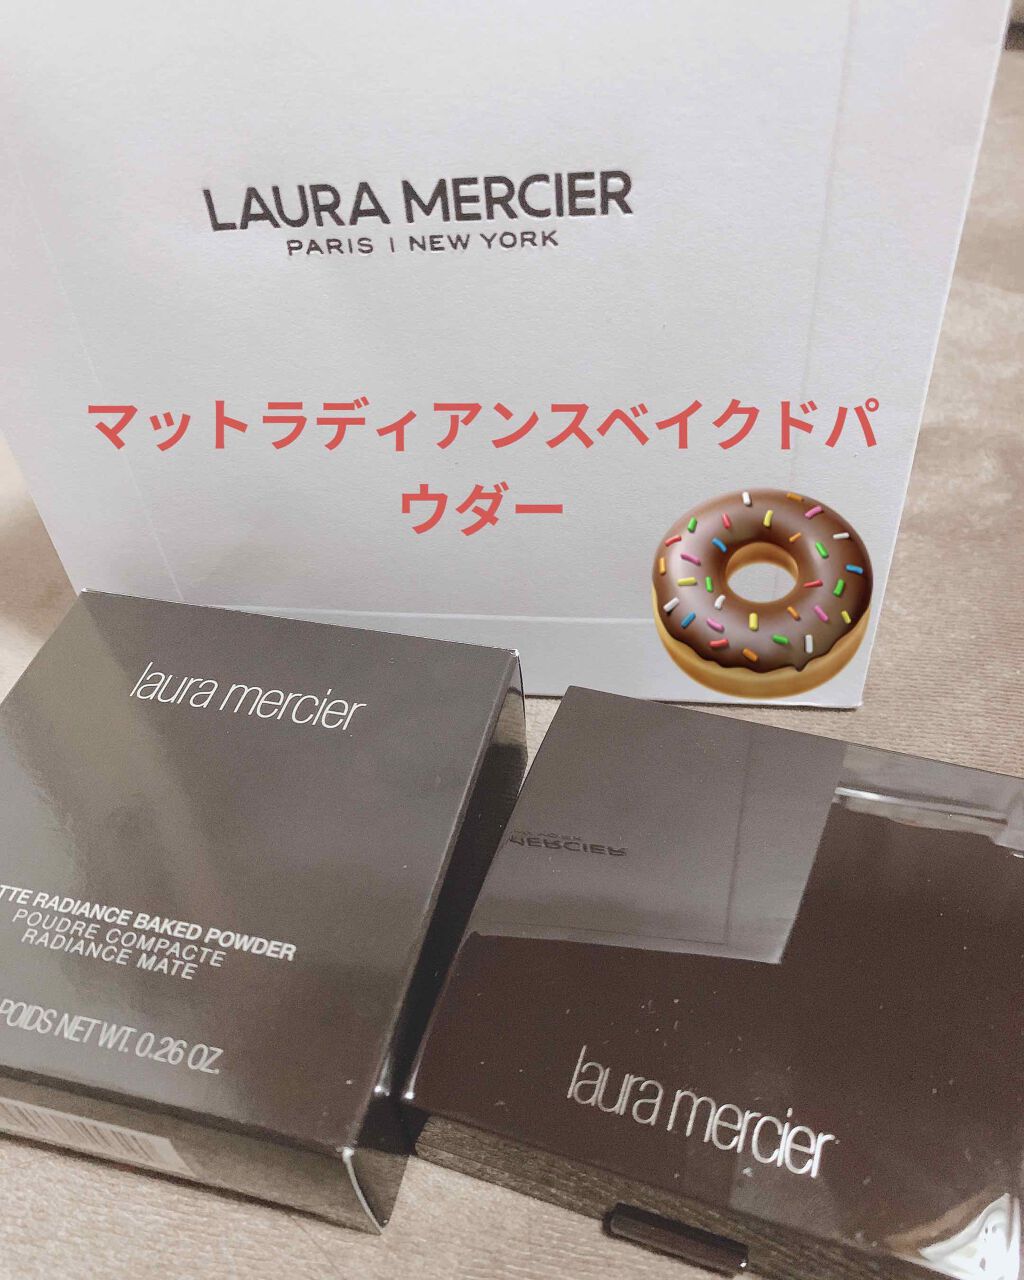 LAURA MERCIER
PARIS | NEW YORK
マットラディアンスベイクドパ
ウダー
laura mercier
TTE RADIANCE BAKED POWDER
POUDRE COMPACTE
RADIANCE MATE
POIDS NET WT. 0.26 OZ.
MERCIER
laura mercier